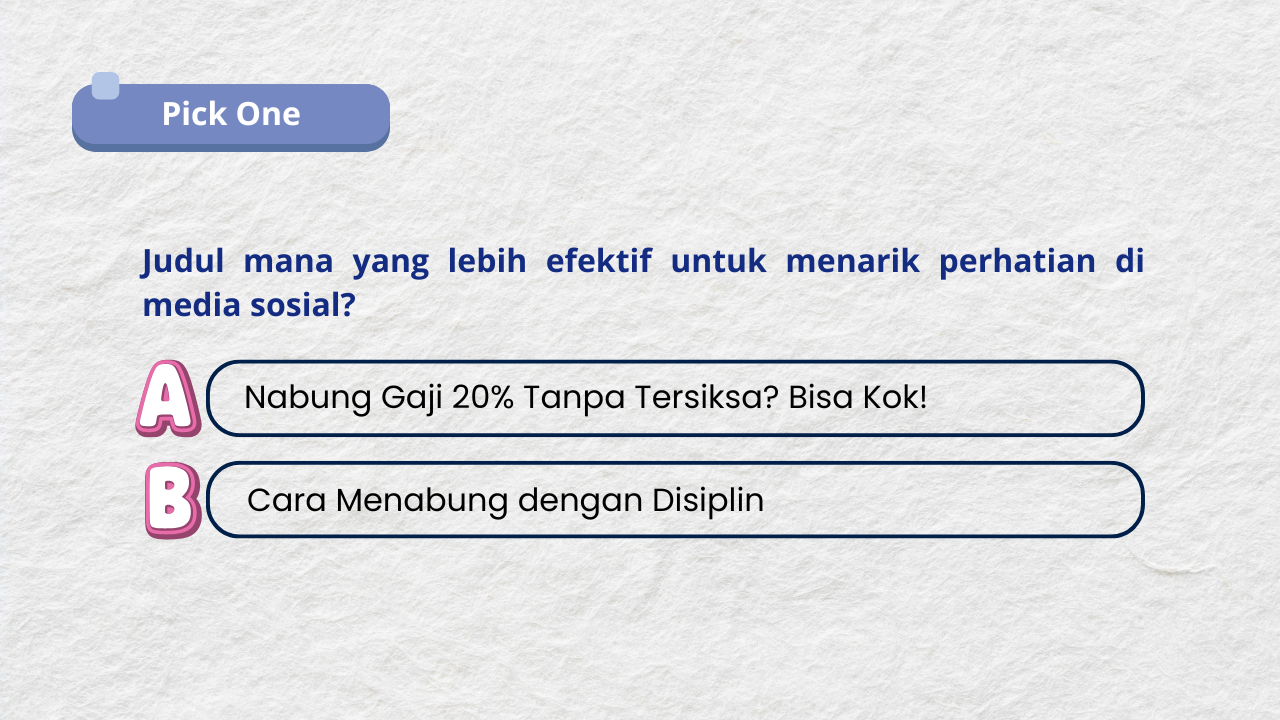 Pick One
Judul mana yang lebih efektif untuk menarik perhatian di
media sosial?
A
Nabung Gaji 20% Tanpa Tersiksa? Bisa Kok!
B
Cara Menabung dengan Disiplin